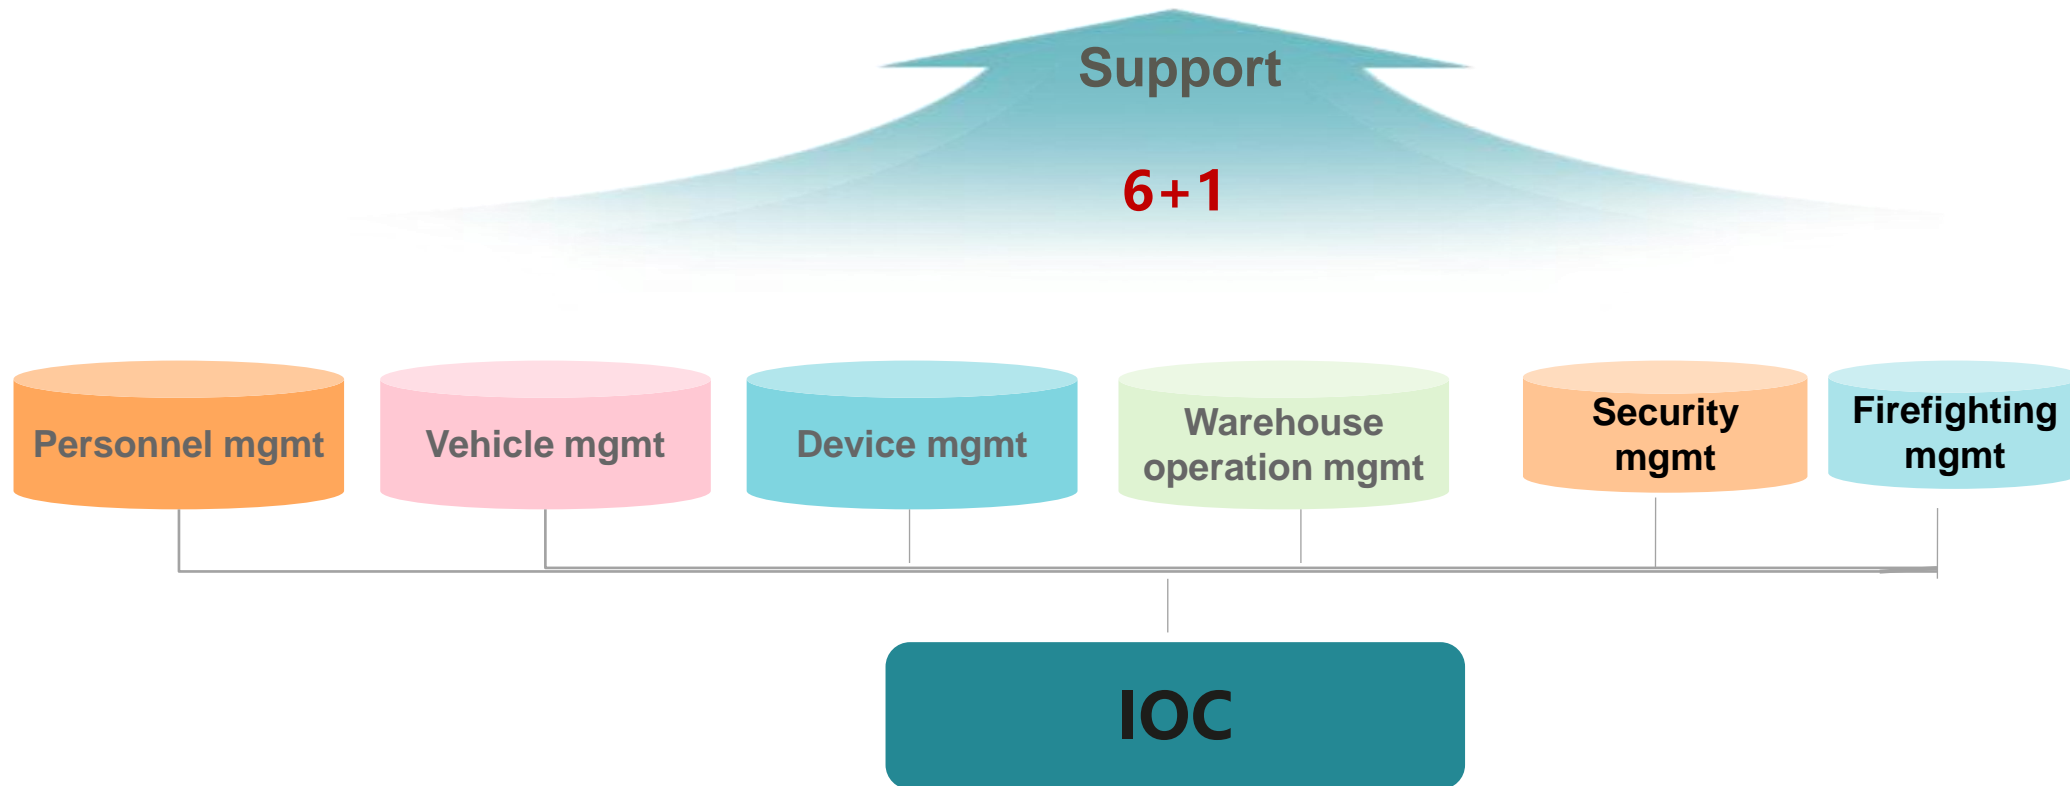 Support
6+1
Personnel mgmt
Vehicle mgmt
Device mgmt
Warehouse
operation mgmt
Security
mgmt
Firefighting
mgmt
IOC